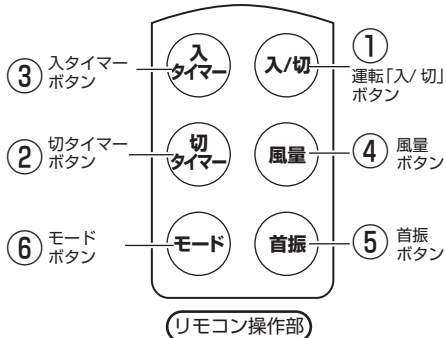 入
タイマー
入/切
①
運転「入/切」
ボタン
③
入タイマー
ボタン
切
タイマー
風量
②
切タイマー
ボタン
④
風量
ボタン
モード
首振
⑥
モード
ボタン
⑤
首振
ボタン
リモコン操作部